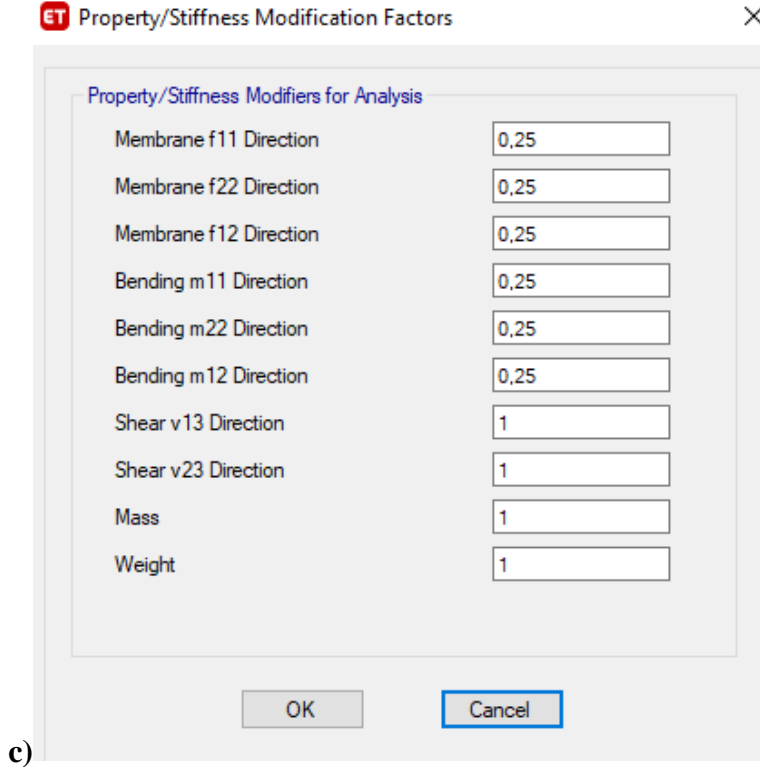 ET Property/Stiffness Modification Factors
Property/Stiffness Modifiers for Analysis
Membrane f11 Direction 0,25
Membrane f22 Direction 0,25
Membrane f12 Direction 0,25
Bending m11 Direction 0,25
Bending m22 Direction 0,25
Bending m12 Direction 0,25
Shear v13 Direction 1
Shear v23 Direction 1
Mass 1
Weight 1
OK Cancel
c)